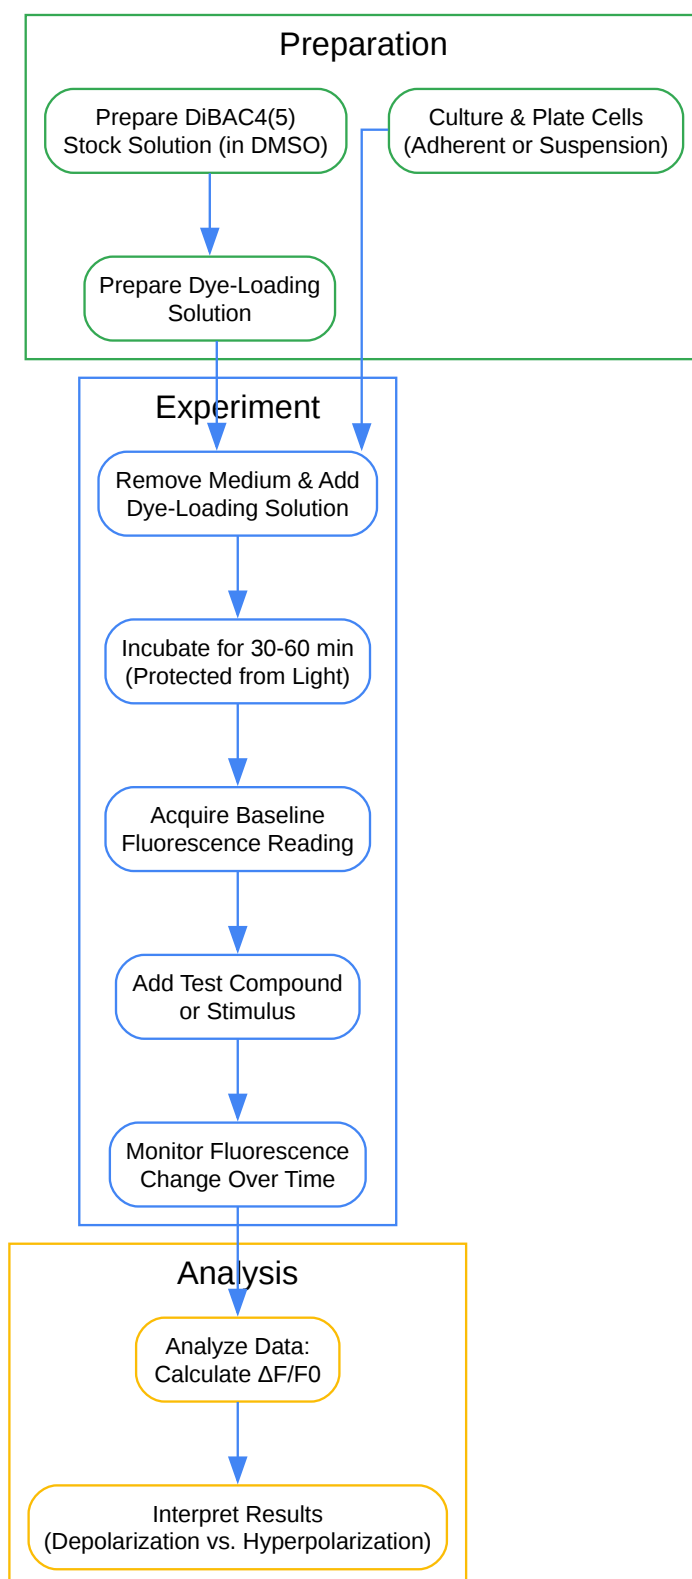 Preparation
Prepare DiBAC4(5)
Stock Solution (in DMSO)
Culture & Plate Cells
(Adherent or Suspension)
Prepare Dye-Loading
Solution
Experiment
Remove Medium & Add
Dye-Loading Solution
Incubate for 30-60 min
(Protected from Light)
Acquire Baseline
Fluorescence Reading
Add Test Compound
or Stimulus
Monitor Fluorescence
Change Over Time
Analysis
Analyze Data:
Calculate ΔF/F0
Interpret Results
(Depolarization vs. Hyperpolarization)